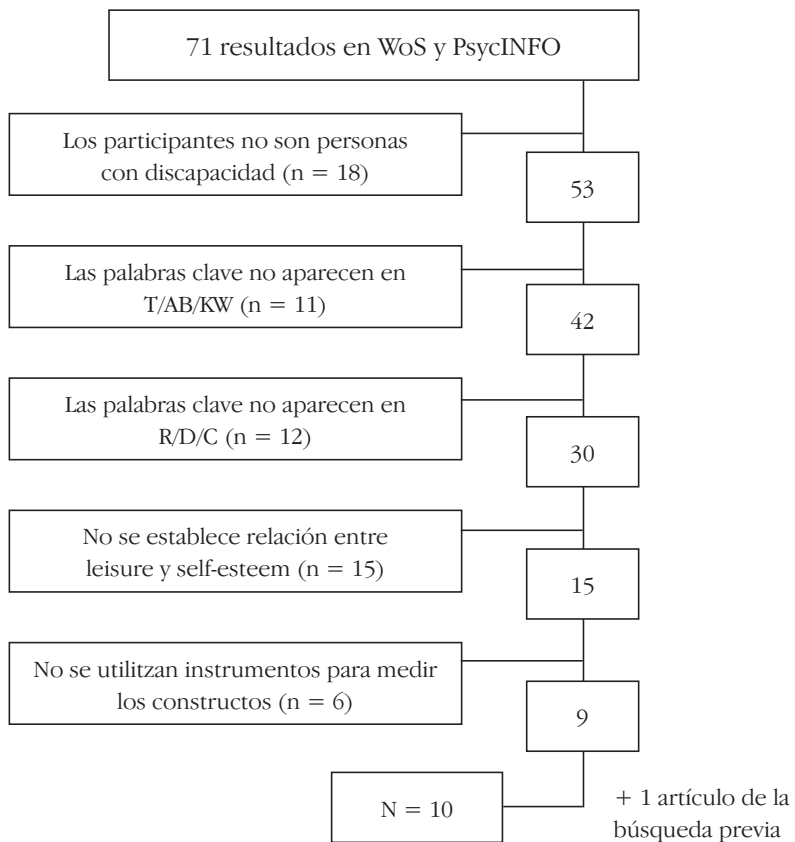 71 resultados en WoS y PsycINFO
Los participantes no son personas
con discapacidad (n = 18)
53
Las palabras clave no aparecen en
T/AB/KW (n = 11)
42
Las palabras clave no aparecen en
R/D/C (n = 12)
30
No se establece relación entre
leisure y self-esteem (n = 15)
15
No se utilitzan instrumentos para medir
los constructos (n = 6)
9
N = 10
+ 1 artículo de la
búsqueda previa